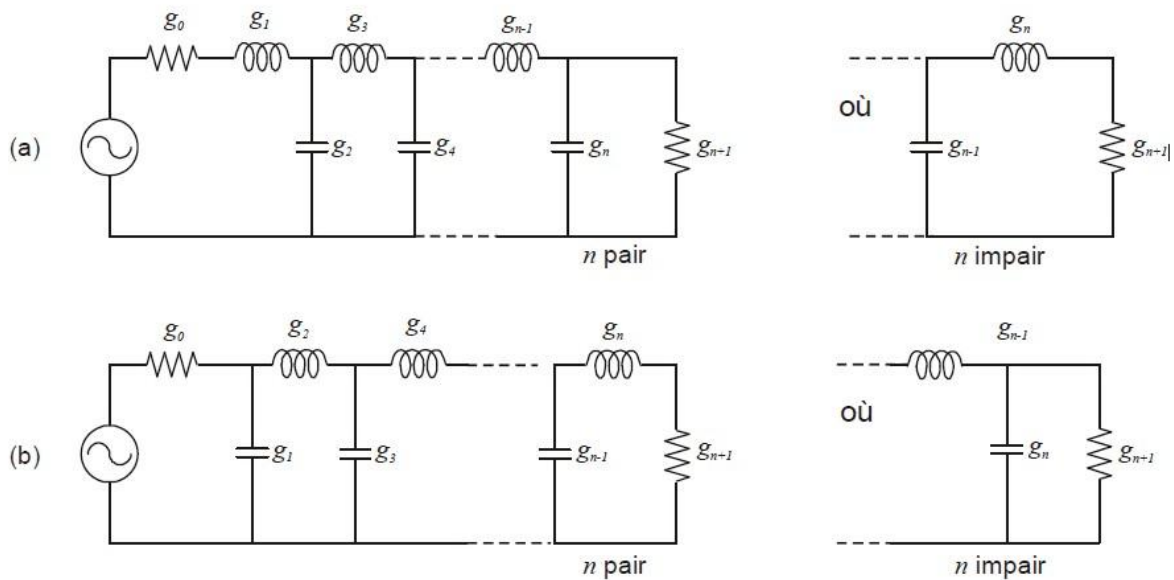 g0 g1 g3 gn-1 gn
(a) g2 g4 gn gn+1 où gn-1 gn+1
n pair n impair
g0 g2 g4 gn gn-1
(b) g1 g3 gn-1 gn+1 où gn gn+1
n pair n impair